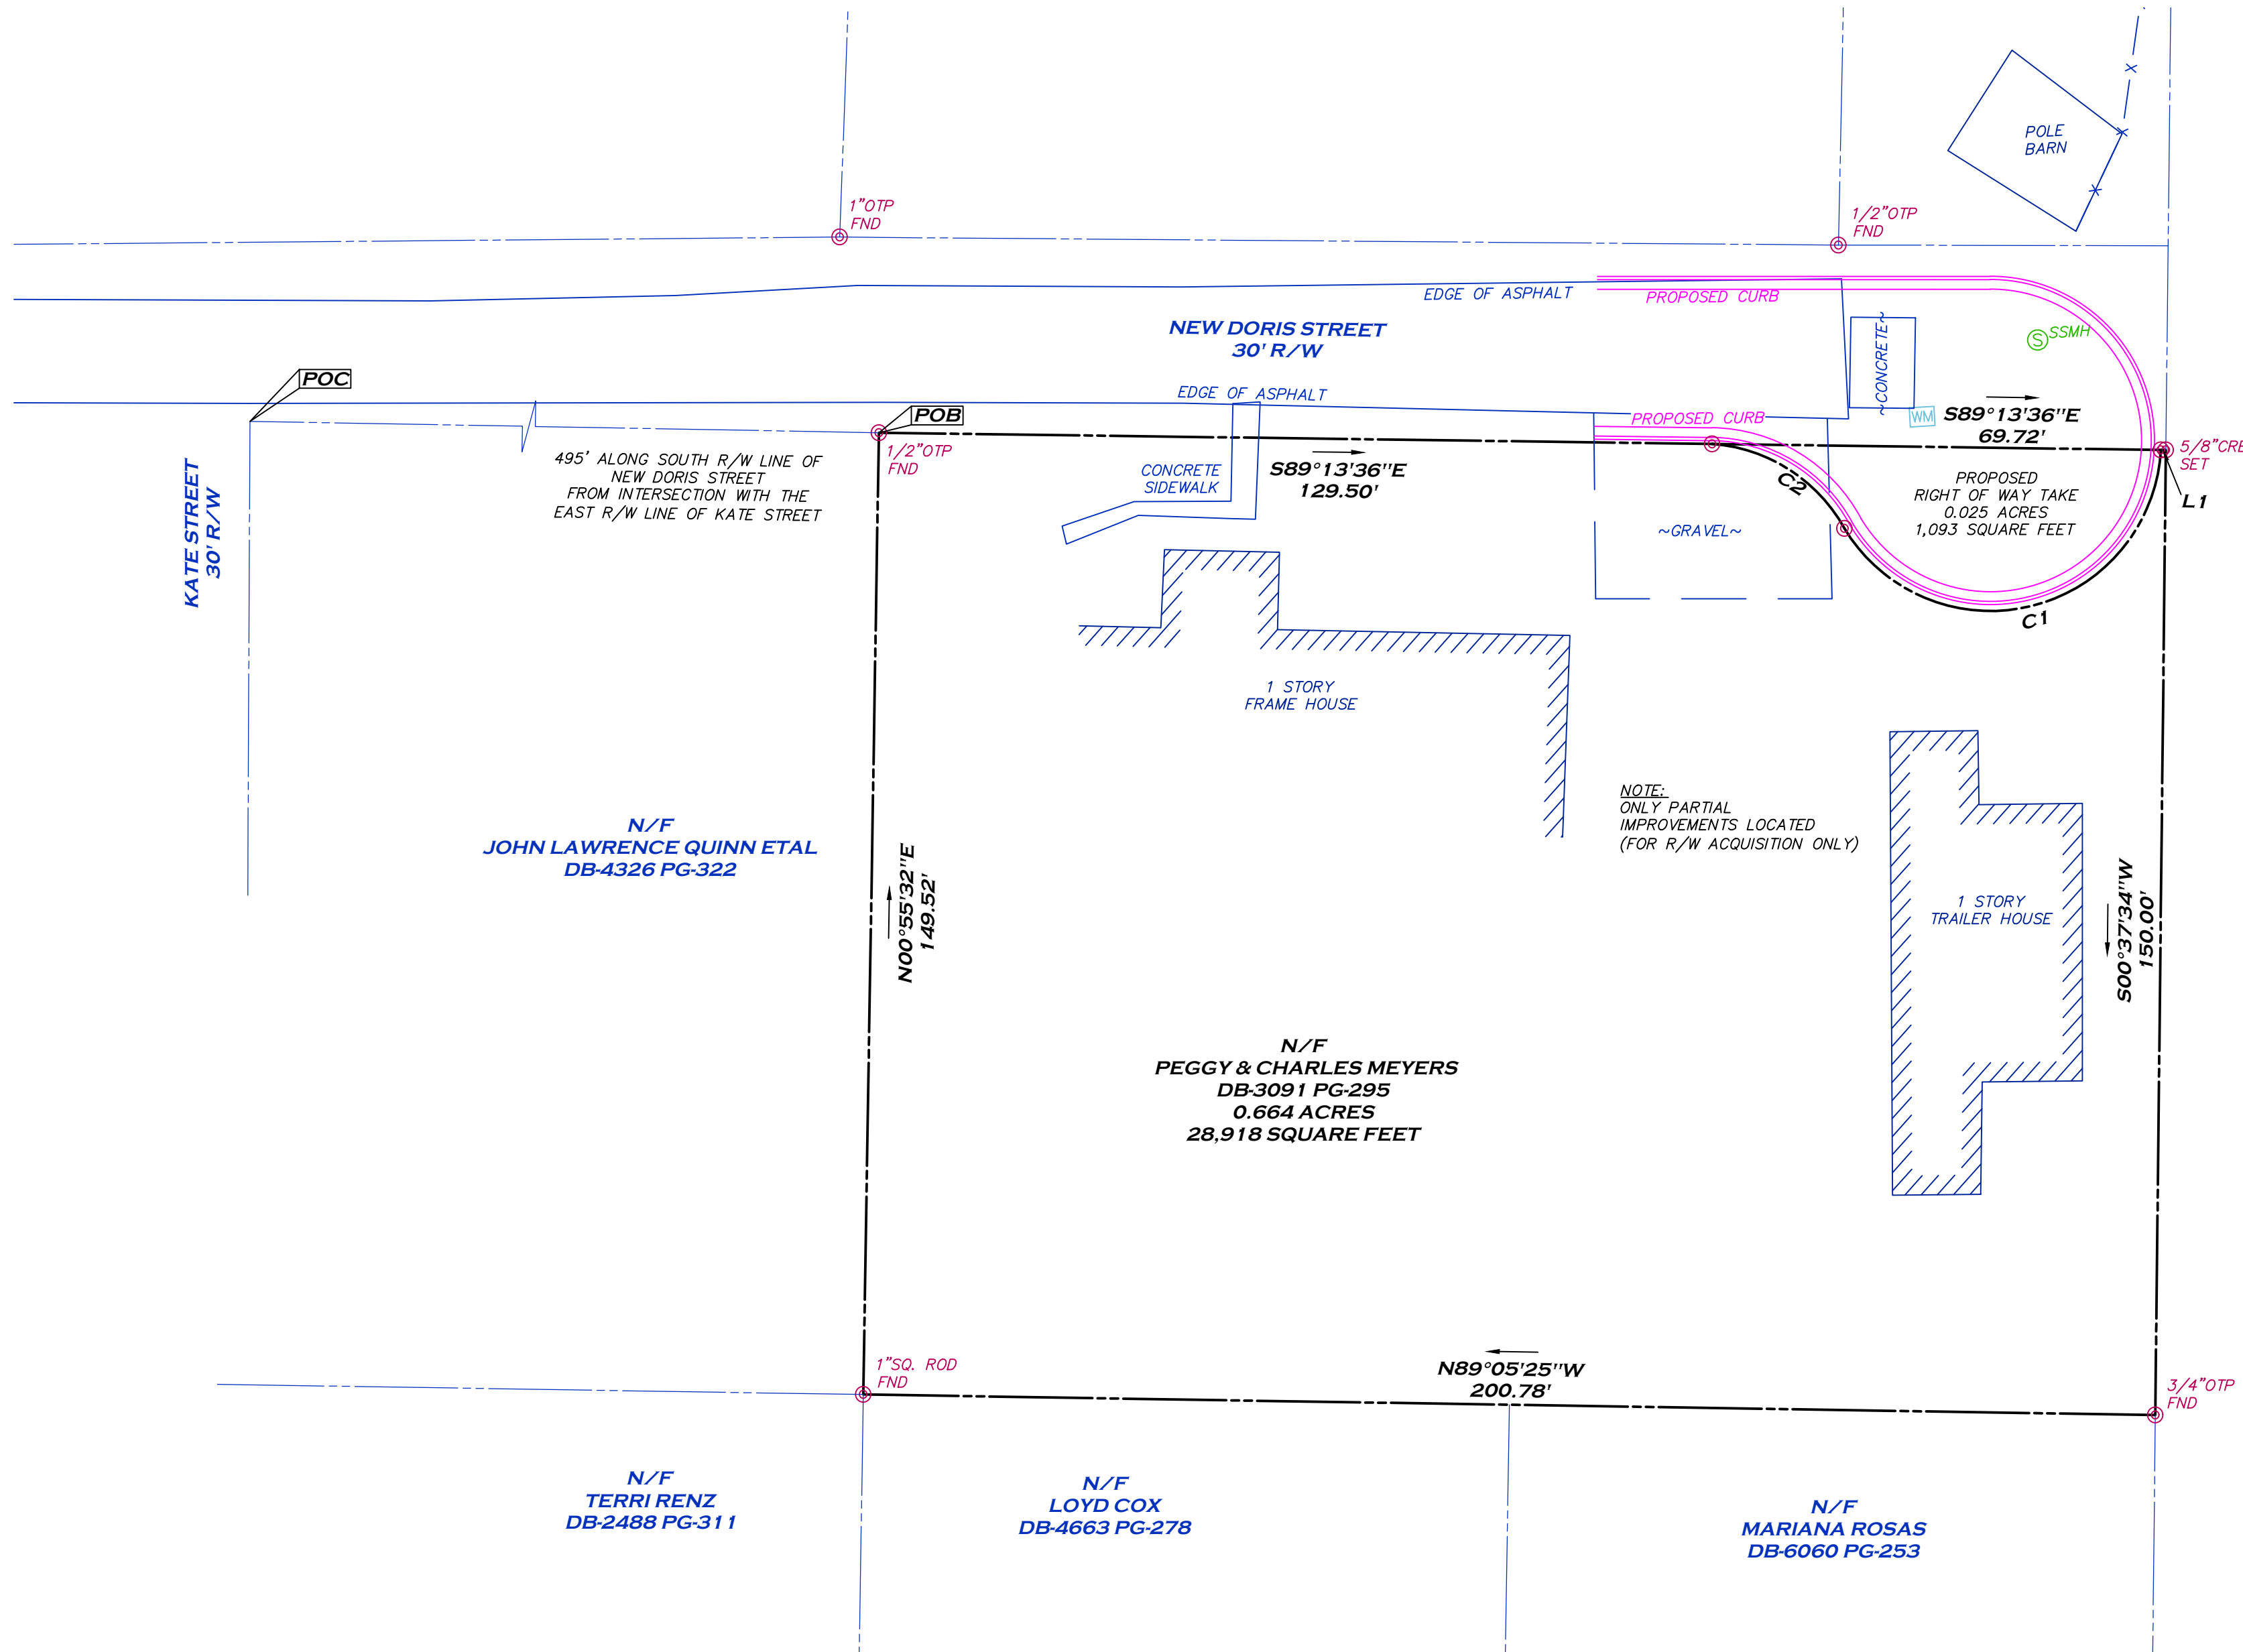 X
POLE
BARN
1"OTP
FND
1/2"OTP
FND
EDGE OF ASPHALT
PROPOSED CURB
NEW DORIS STREET
30' R/W
~CONCRETE~
S SSMH
POC
EDGE OF ASPHALT
POB
PROPOSED CURB
WM
S89°13'36"E
69.72'
1/2"OTP
FND
495' ALONG SOUTH R/W LINE OF
NEW DORIS STREET
FROM INTERSECTION WITH THE
EAST R/W LINE OF KATE STREET
KATE STREET
30' R/W
CONCRETE
SIDEWALK
S89°13'36"E
129.50'
C2
PROPOSED
RIGHT OF WAY TAKE
0.025 ACRES
1,093 SQUARE FEET
5/8"CRB
SET
L1
~GRAVEL~
C1
1 STORY
FRAME HOUSE
NOTE:
ONLY PARTIAL
IMPROVEMENTS LOCATED
(FOR R/W ACQUISITION ONLY)
N/F
JOHN LAWRENCE QUINN ETAL
DB-4326 PG-322
N00°55'32"E
149.52'
1 STORY
TRAILER HOUSE
S00°37'34"W
150.00'
N/F
PEGGY & CHARLES MEYERS
DB-3091 PG-295
0.664 ACRES
28,918 SQUARE FEET
1"SQ. ROD
FND
N89°05'25"W
200.78'
3/4"OTP
FND
N/F
TERRI RENZ
DB-2488 PG-311
N/F
LOYD COX
DB-4663 PG-278
N/F
MARIANA ROSAS
DB-6060 PG-253